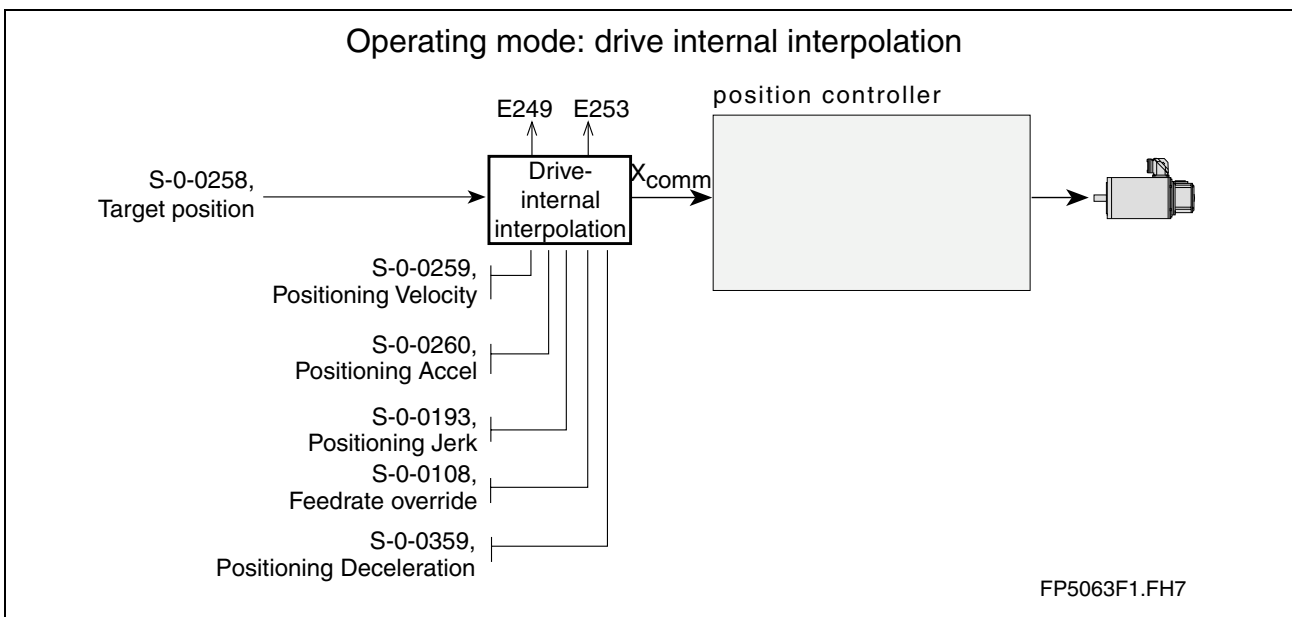 Operating mode: drive internal interpolation
position controller
E249 E253
S-0-0258,
Target position
Drive-
internal
interpolation
Xcomm
S-0-0259,
Positioning Velocity
S-0-0260,
Positioning Accel
S-0-0193,
Positioning Jerk
S-0-0108,
Feedrate override
S-0-0359,
Positioning Deceleration
FP5063F1.FH7